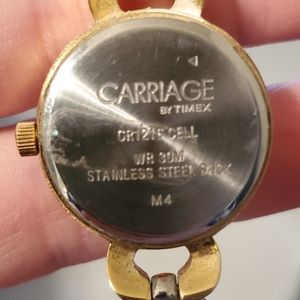 CARRIAGE
BY TIMEX
CR1216 CELL
WR 30M
STAINLESS STEEL BACK
M4